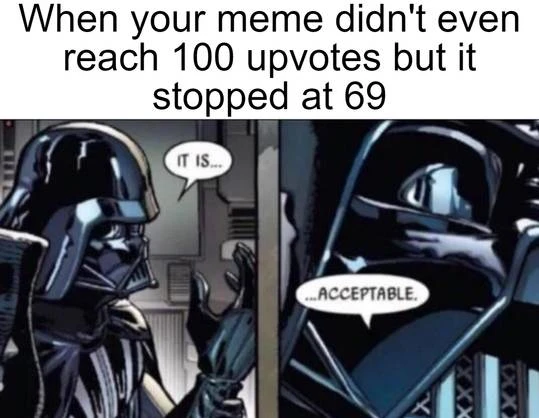 When your meme didn't even
reach 100 upvotes but it
stopped at 69
IT IS...
...ACCEPTABLE.